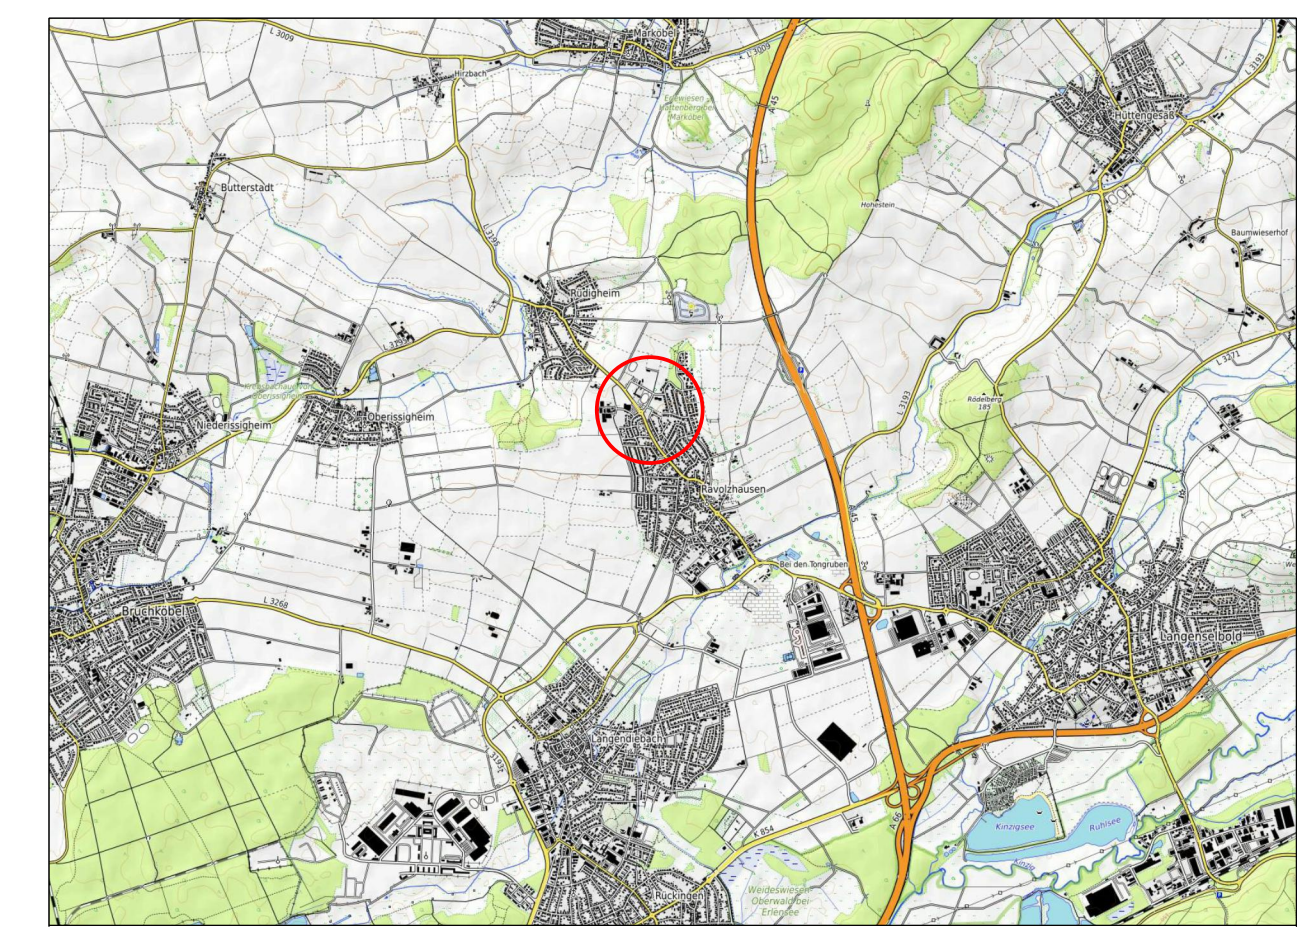 L 3009
Marköbel
L 3009
Hirzbach
A 45
L 3193
Hüttengesäß
Butterstadt
Hohestein
L 3195
Baumwieserhof
Rüdigheim
L 3195
L 3271
Rödelberg
185
L 3193
Oberissigheim
Niederissigheim
Ravolzhausen
A 45
Bei den Tongruben
L 3268
Bruchköbel
Langenselbold
Langendiebach
Kinzigsee
Ruhlsee
K 854
A 66
Kinzig
Rückingen
Weideswiesen-
Oberwald bei
Erlensee